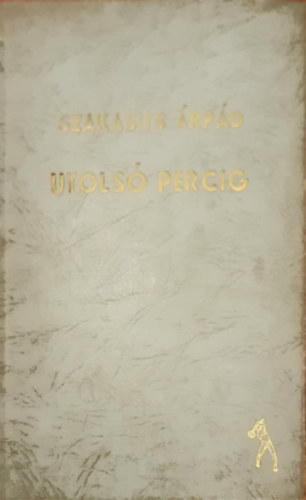 SZAKASITS ÁRPÁD
UTOLSÓ PERCIG